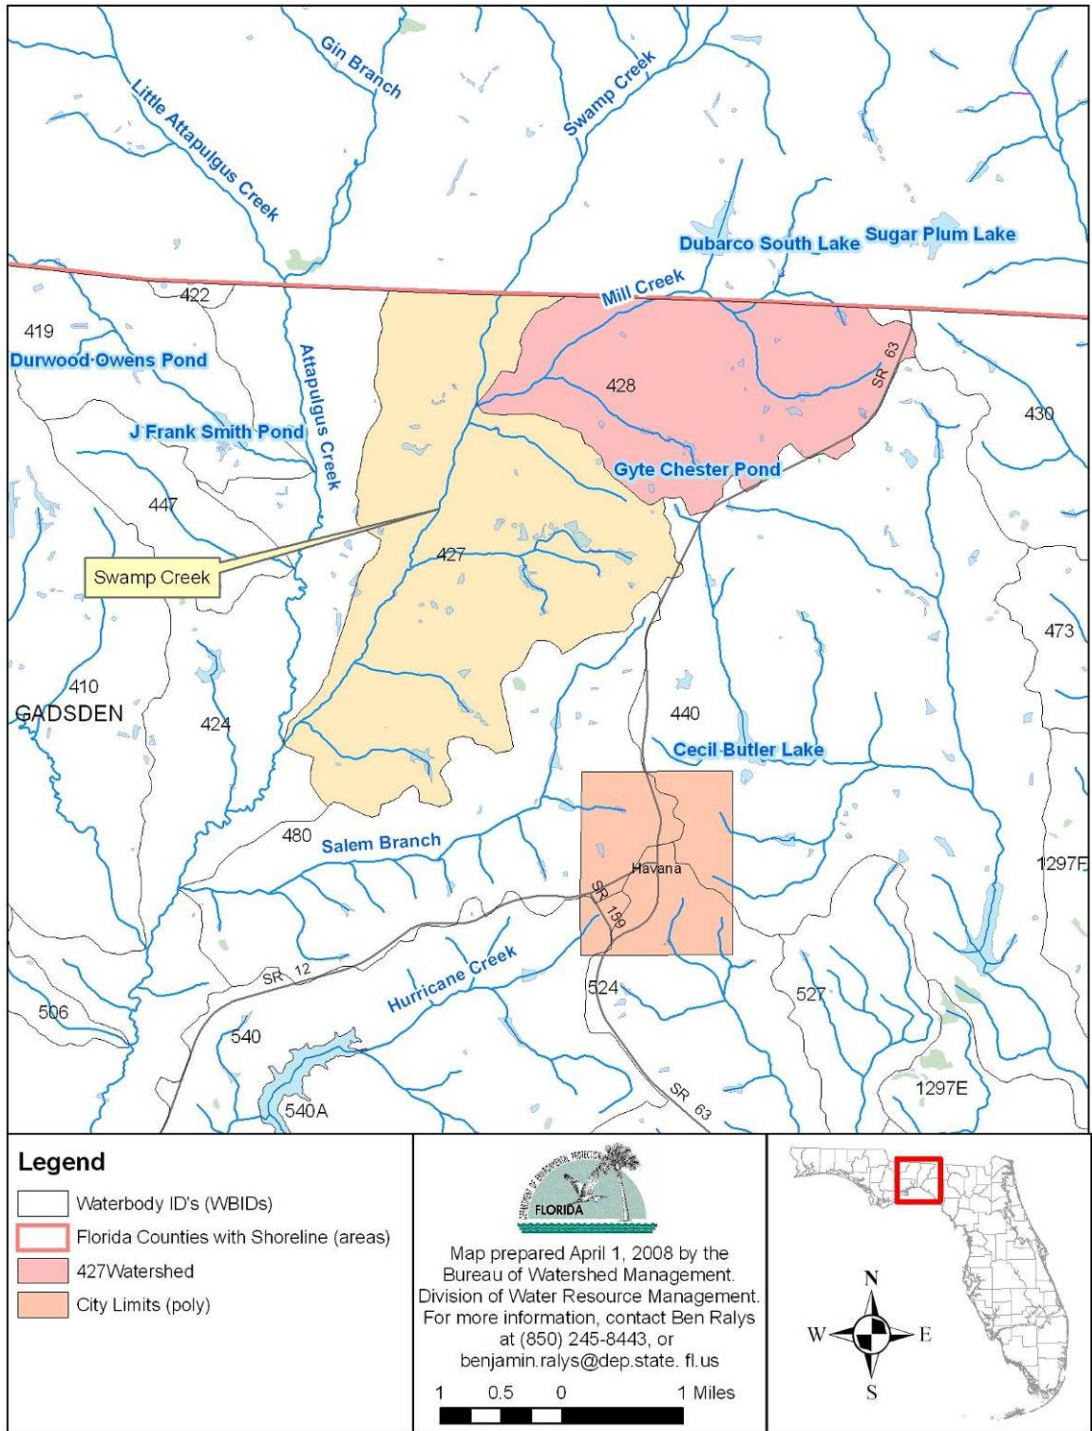 Gin Branch
Swamp Creek
Little Attapulgus Creek
Dubarco South Lake
Sugar Plum Lake
Mill Creek
422
419
Durwood Owens Pond
Attapulgus Creek
428
SR 63
430
J Frank Smith Pond
Gyte Chester Pond
447
427
Swamp Creek
473
410
GADSDEN
424
440
Cecil Butler Lake
480
Salem Branch
Havana
1297F
SR 159
SR 12
Hurricane Creek
524
527
506
540
1297E
540A
SR 63
Legend
Waterbody ID's (WBIDs)
Florida Counties with Shoreline (areas)
427Watershed
City Limits (poly)
DEPARTMENT OF ENVIRONMENTAL PROTECTION
FLORIDA
Map prepared April 1, 2008 by the
Bureau of Watershed Management.
Division of Water Resource Management.
For more information, contact Ben Ralys
at (850) 245-8443, or
benjamin.ralys@dep.state. fl.us
1 0.5 0 1 Miles
N
W E
S